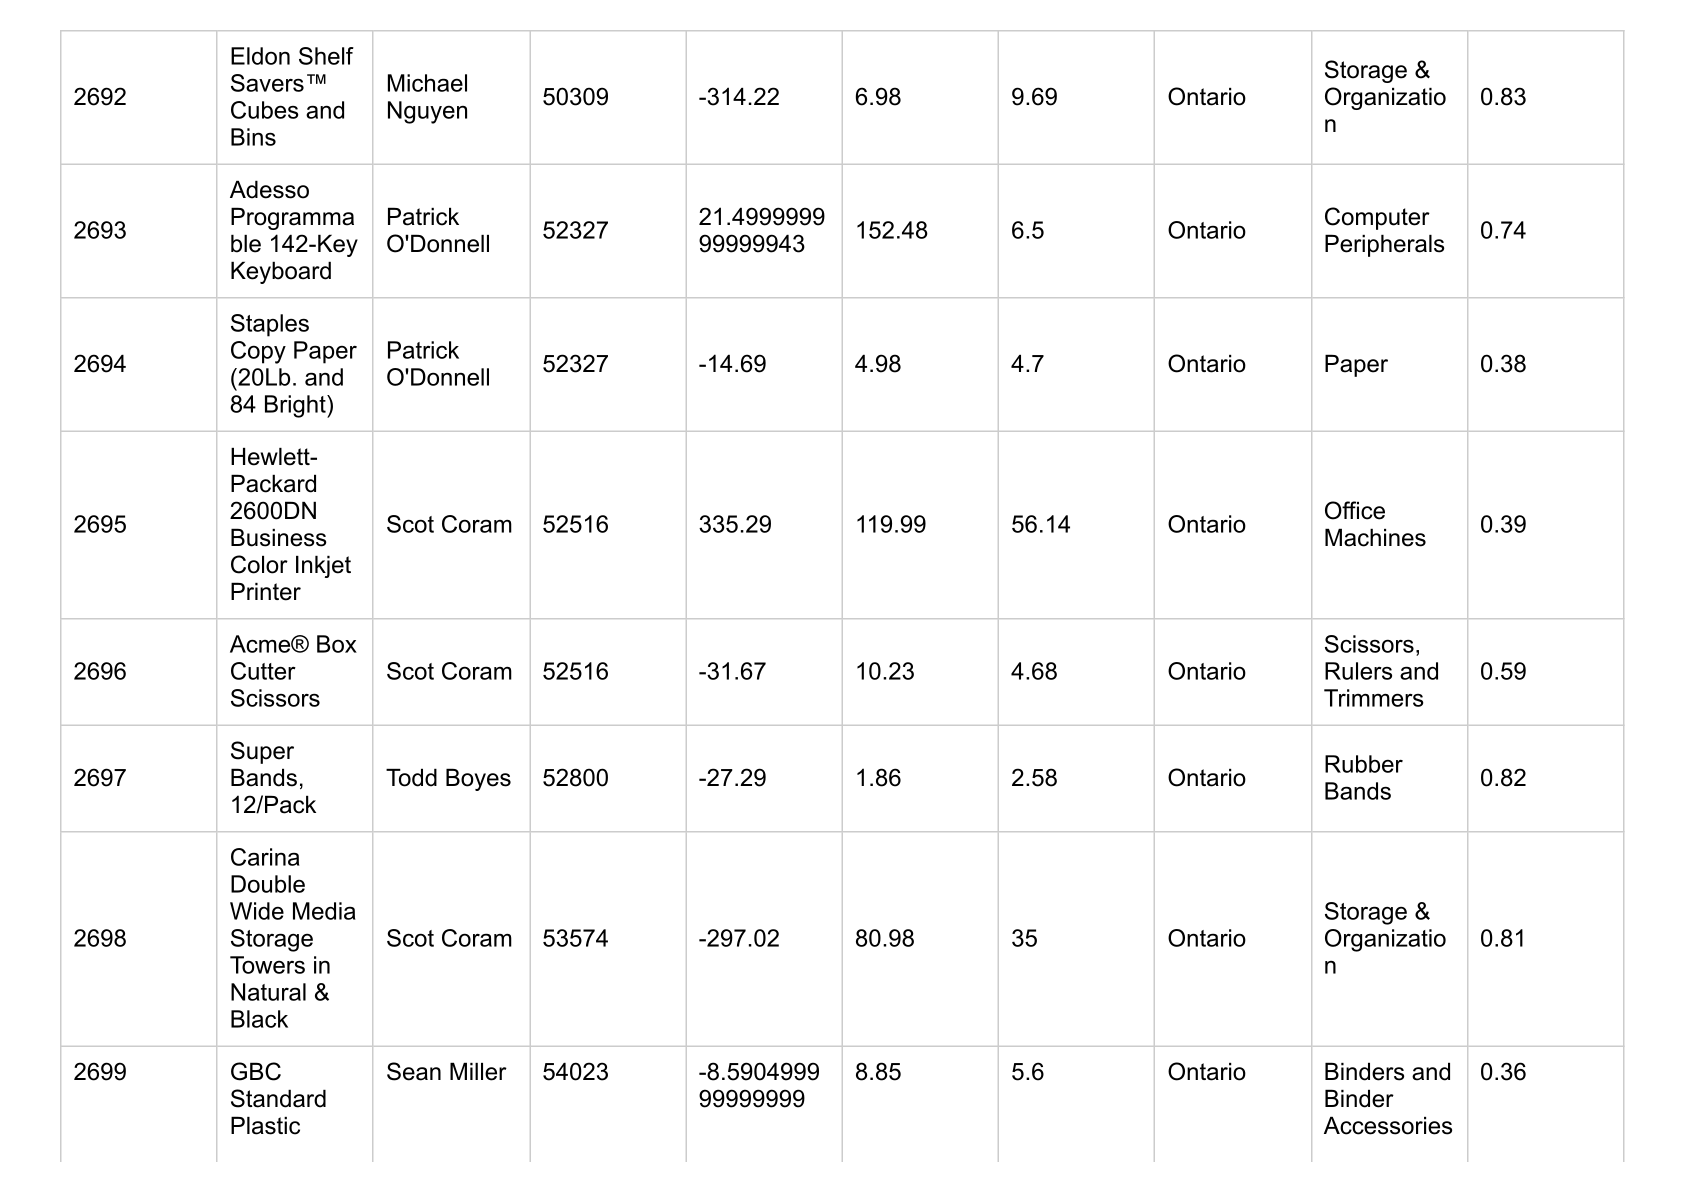 2692
Eldon Shelf
Savers™
Cubes and
Bins
Michael
Nguyen
50309
-314.22
6.98
9.69
Ontario
Storage &
Organizatio
n
0.83
2693
Adesso
Programma
ble 142-Key
Keyboard
Patrick
O'Donnell
52327
21.4999999
99999943
152.48
6.5
Ontario
Computer
Peripherals
0.74
2694
Staples
Copy Paper
(20Lb. and
84 Bright)
Patrick
O'Donnell
52327
-14.69
4.98
4.7
Ontario
Paper
0.38
2695
Hewlett-
Packard
2600DN
Business
Color Inkjet
Printer
Scot Coram
52516
335.29
119.99
56.14
Ontario
Office
Machines
0.39
2696
Acme® Box
Cutter
Scissors
Scot Coram
52516
-31.67
10.23
4.68
Ontario
Scissors,
Rulers and
Trimmers
0.59
2697
Super
Bands,
12/Pack
Todd Boyes
52800
-27.29
1.86
2.58
Ontario
Rubber
Bands
0.82
2698
Carina
Double
Wide Media
Storage
Towers in
Natural &
Black
Scot Coram
53574
-297.02
80.98
35
Ontario
Storage &
Organizatio
n
0.81
2699
GBC
Standard
Plastic
Sean Miller
54023
-8.5904999
99999999
8.85
5.6
Ontario
Binders and
Binder
Accessories
0.36